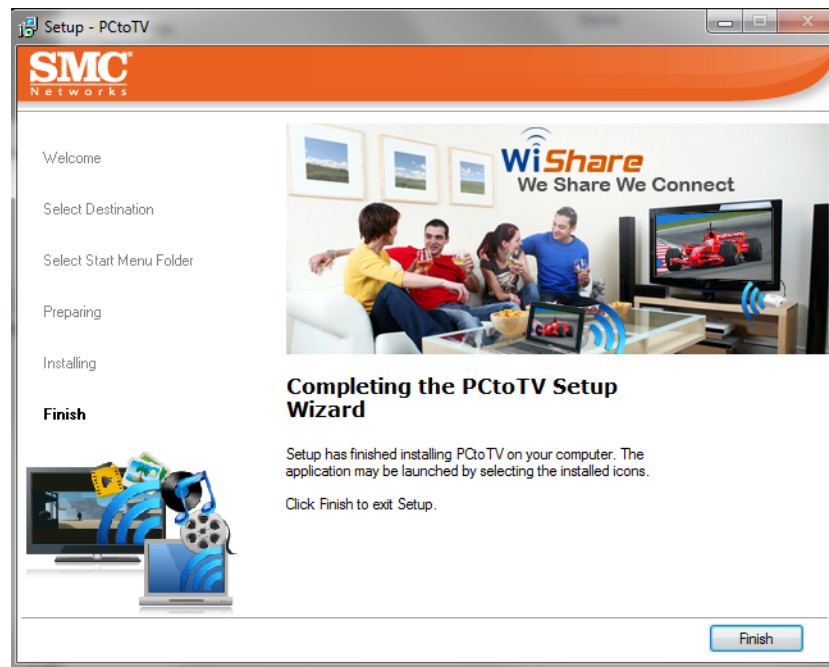 Setup - PCtoTV
SMC
Networks
Welcome
Select Destination
Select Start Menu Folder
Preparing
Installing
Finish
WiShare
We Share We Connect
Completing the PCtoTV Setup
Wizard
Setup has finished installing PCtoTV on your computer. The
application may be launched by selecting the installed icons.
Click Finish to exit Setup.
Finish